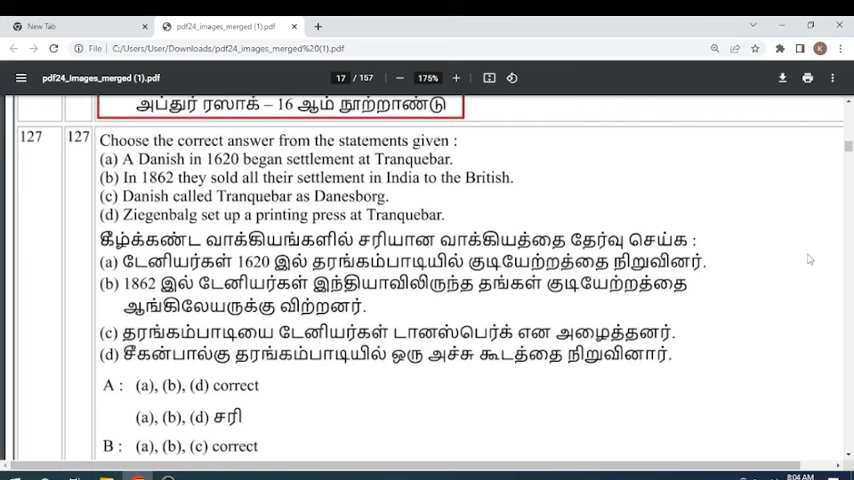 New Tab
pdf24_images_merged (1).pdf
File
C:/Users/User/Downloads/pdf24_images_merged%20(1).pdf
K
pdf24_images_merged (1).pdf
17 / 157
175%
அப்துர் ரஸாக் – 16 ஆம் நூற்றாண்டு
127
127
Choose the correct answer from the statements given :
(a) A Danish in 1620 began settlement at Tranquebar.
(b) In 1862 they sold all their settlement in India to the British.
(c) Danish called Tranquebar as Danesborg.
(d) Ziegenbalg set up a printing press at Tranquebar.
கீழ்க்கண்ட வாக்கியங்களில் சரியான வாக்கியத்தை தேர்வு செய்க :
(a) டேனியர்கள் 1620 இல் தரங்கம்பாடியில் குடியேற்றத்தை நிறுவினர்.
(b) 1862 இல் டேனியர்கள் இந்தியாவிலிருந்த தங்கள் குடியேற்றத்தை
ஆங்கிலேயருக்கு விற்றனர்.
(c) தரங்கம்பாடியை டேனியர்கள் டானஸ்பெர்க் என அழைத்தனர்.
(d) சீகன்பால்கு தரங்கம்பாடியில் ஒரு அச்சு கூடத்தை நிறுவினார்.
A : (a), (b), (d) correct
(a), (b), (d) சரி
B : (a), (b), (c) correct
8:04 AM